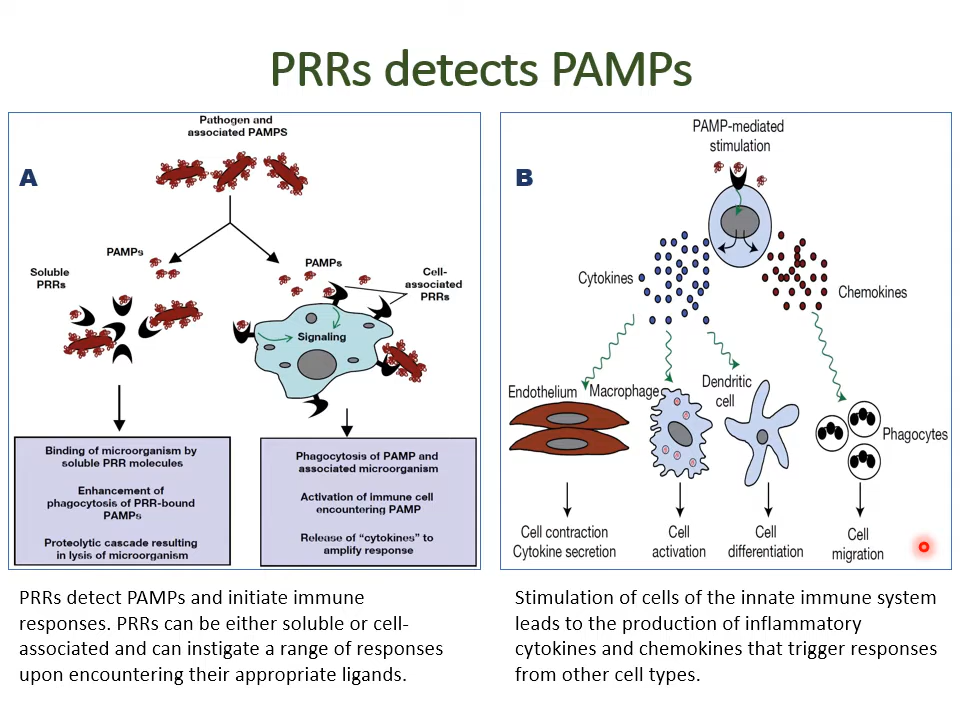 PRRs detects PAMPs
A
Pathogen and
associated PAMPS
PAMPs
Soluble
PRRs
PAMPs
Cell-
associated
PRRs
Signaling
Binding of microorganism by
soluble PRR molecules
Enhancement of
phagocytosis of PRR-bound
PAMPs
Proteolytic cascade resulting
in lysis of microorganism
Phagocytosis of PAMP and
associated microorganism
Activation of immune cell
encountering PAMP
Release of “cytokines” to
amplify response
B
PAMP-mediated
stimulation
Cytokines
Chemokines
Endothelium
Macrophage
Dendritic
cell
Phagocytes
Cell contraction
Cytokine secretion
Cell
activation
Cell
differentiation
Cell
migration
PRRs detect PAMPs and initiate immune
responses. PRRs can be either soluble or cell-
associated and can instigate a range of responses
upon encountering their appropriate ligands.
Stimulation of cells of the innate immune system
leads to the production of inflammatory
cytokines and chemokines that trigger responses
from other cell types.